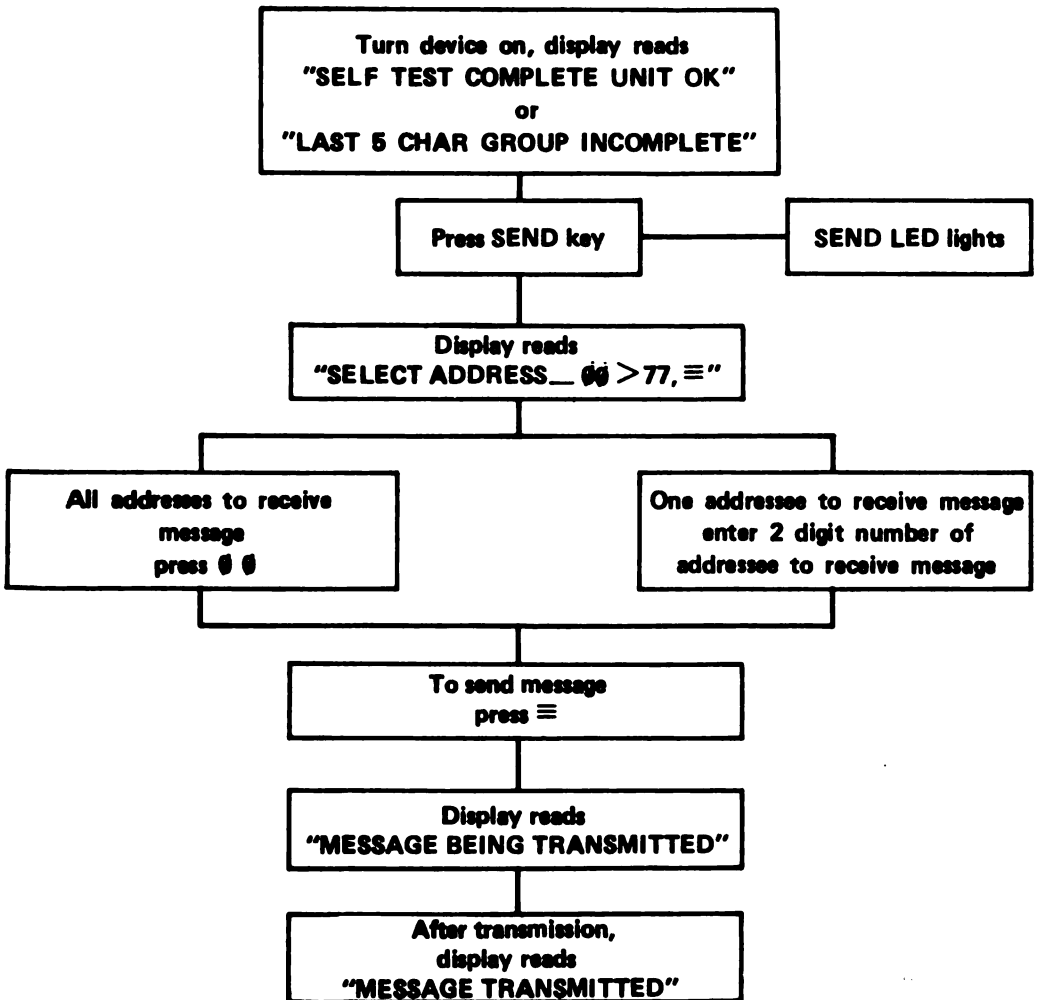 Turn device on, display reads
"SELF TEST COMPLETE UNIT OK"
or
"LAST 5 CHAR GROUP INCOMPLETE"
Press SEND key
SEND LED lights
Display reads
"SELECT ADDRESS_ ØØ >77, ≡"
All addresses to receive
message
press Ø Ø
One addressee to receive message
enter 2 digit number of
addressee to receive message
To send message
press ≡
Display reads
"MESSAGE BEING TRANSMITTED"
After transmission,
display reads
"MESSAGE TRANSMITTED"